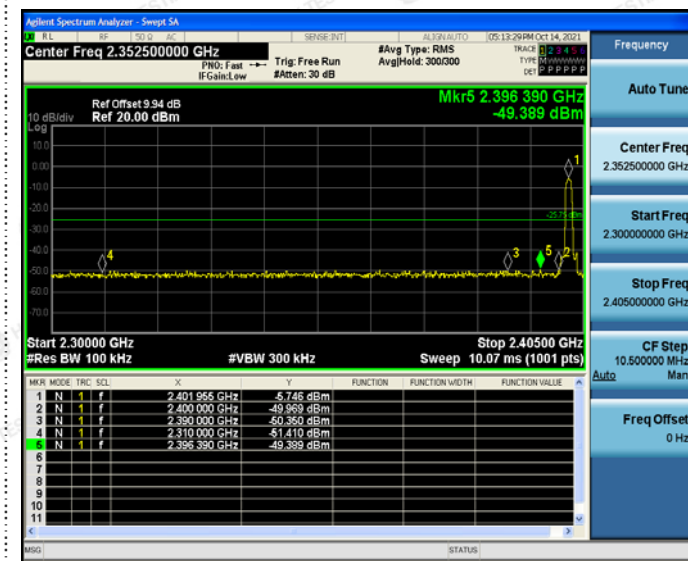 Agilent Spectrum Analyzer - Swept SA
RL RF 50 Ω AC SENSE:INT ALIGN AUTO 05:13:29 PM Oct 14, 2021
Center Freq 2.352500000 GHz
PNO: Fast
IFGain:Low
Trig: Free Run
#Atten: 30 dB
#Avg Type: RMS
Avg|Hold: 300/300
TRACE 1 2 3 4 5 6
TYPE MWWWWW
DET P P P P P P
Ref Offset 9.94 dB
10 dB/div Ref 20.00 dBm
Log
Mkr5 2.396 390 GHz
-49.389 dBm
10.0
0.00
-10.0
-20.0
-30.0
-40.0
-50.0
-60.0
-70.0
1
-25.75 dBm
4 3 5 2
Start 2.30000 GHz Stop 2.40500 GHz
#Res BW 100 kHz #VBW 300 kHz Sweep 10.07 ms (1001 pts)
MKR MODE TRC SCL X Y FUNCTION FUNCTION WIDTH FUNCTION VALUE
1 N 1 f 2.401 955 GHz -5.746 dBm
2 N 1 f 2.400 000 GHz -49.969 dBm
3 N 1 f 2.390 000 GHz -50.350 dBm
4 N 1 f 2.310 000 GHz -51.410 dBm
5 N 1 f 2.396 390 GHz -49.389 dBm
6
7
8
9
10
11
MSG STATUS
Frequency
Auto Tune
Center Freq
2.352500000 GHz
Start Freq
2.300000000 GHz
Stop Freq
2.405000000 GHz
CF Step
10.500000 MHz
Auto Man
Freq Offset
0 Hz